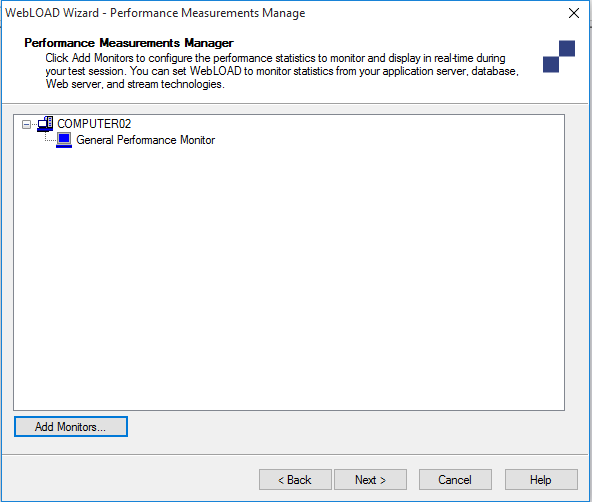 WebLOAD Wizard - Performance Measurements Manage
Performance Measurements Manager
Click Add Monitors to configure the performance statistics to monitor and display in real-time during
your test session. You can set WebLOAD to monitor statistics from your application server, database,
Web server, and stream technologies.
COMPUTER02
General Performance Monitor
Add Monitors...
< Back
Next >
Cancel
Help